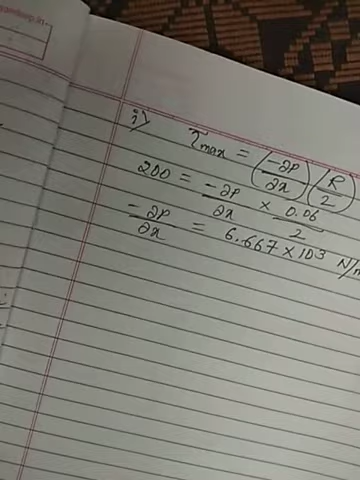 i)
τmax = (-∂p/∂x) (R/2)
200 = -∂p/∂x × 0.06/2
-∂p/∂x = 6.667 × 10³ N/m